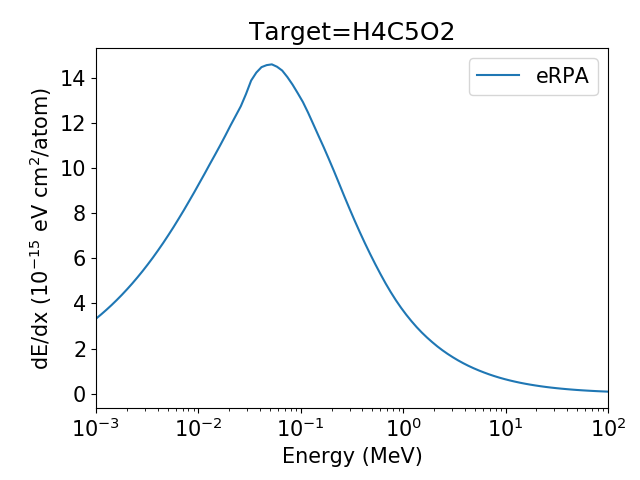 Target=H4C5O2
eRPA
dE/dx (10⁻¹⁵ eV cm²/atom)
14
12
10
8
6
4
2
0
10⁻³ 10⁻² 10⁻¹ 10⁰ 10¹ 10²
Energy (MeV)